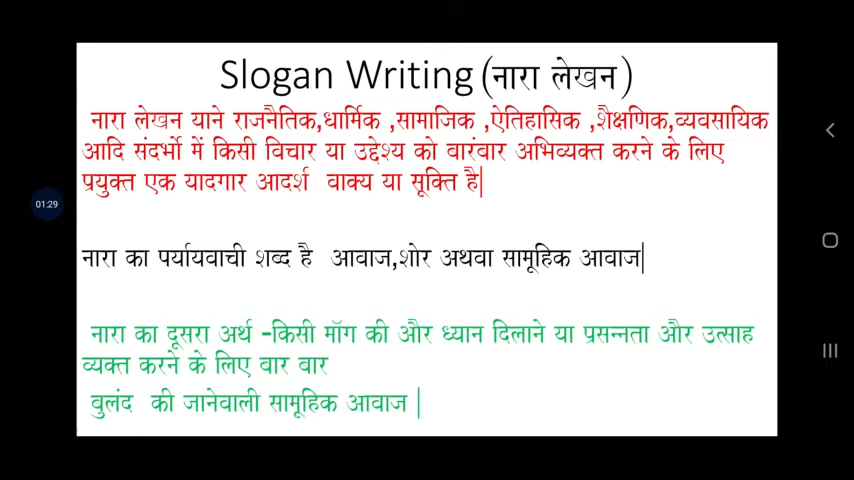 Slogan Writing (नारा लेखन)
नारा लेखन याने राजनैतिक,धार्मिक ,सामाजिक ,ऐतिहासिक ,शैक्षणिक,व्यवसायिक
आदि संदर्भो में किसी विचार या उद्देश्य को बारंबार अभिव्यक्त करने के लिए
प्रयुक्त एक यादगार आदर्श वाक्य या सूक्ति है|
01:29
नारा का पर्यायवाची शब्द है आवाज,शोर अथवा सामूहिक आवाज|
नारा का दूसरा अर्थ -किसी मॉग की और ध्यान दिलाने या प्रसन्नता और उत्साह
व्यक्त करने के लिए बार बार
बुलंद की जानेवाली सामूहिक आवाज |